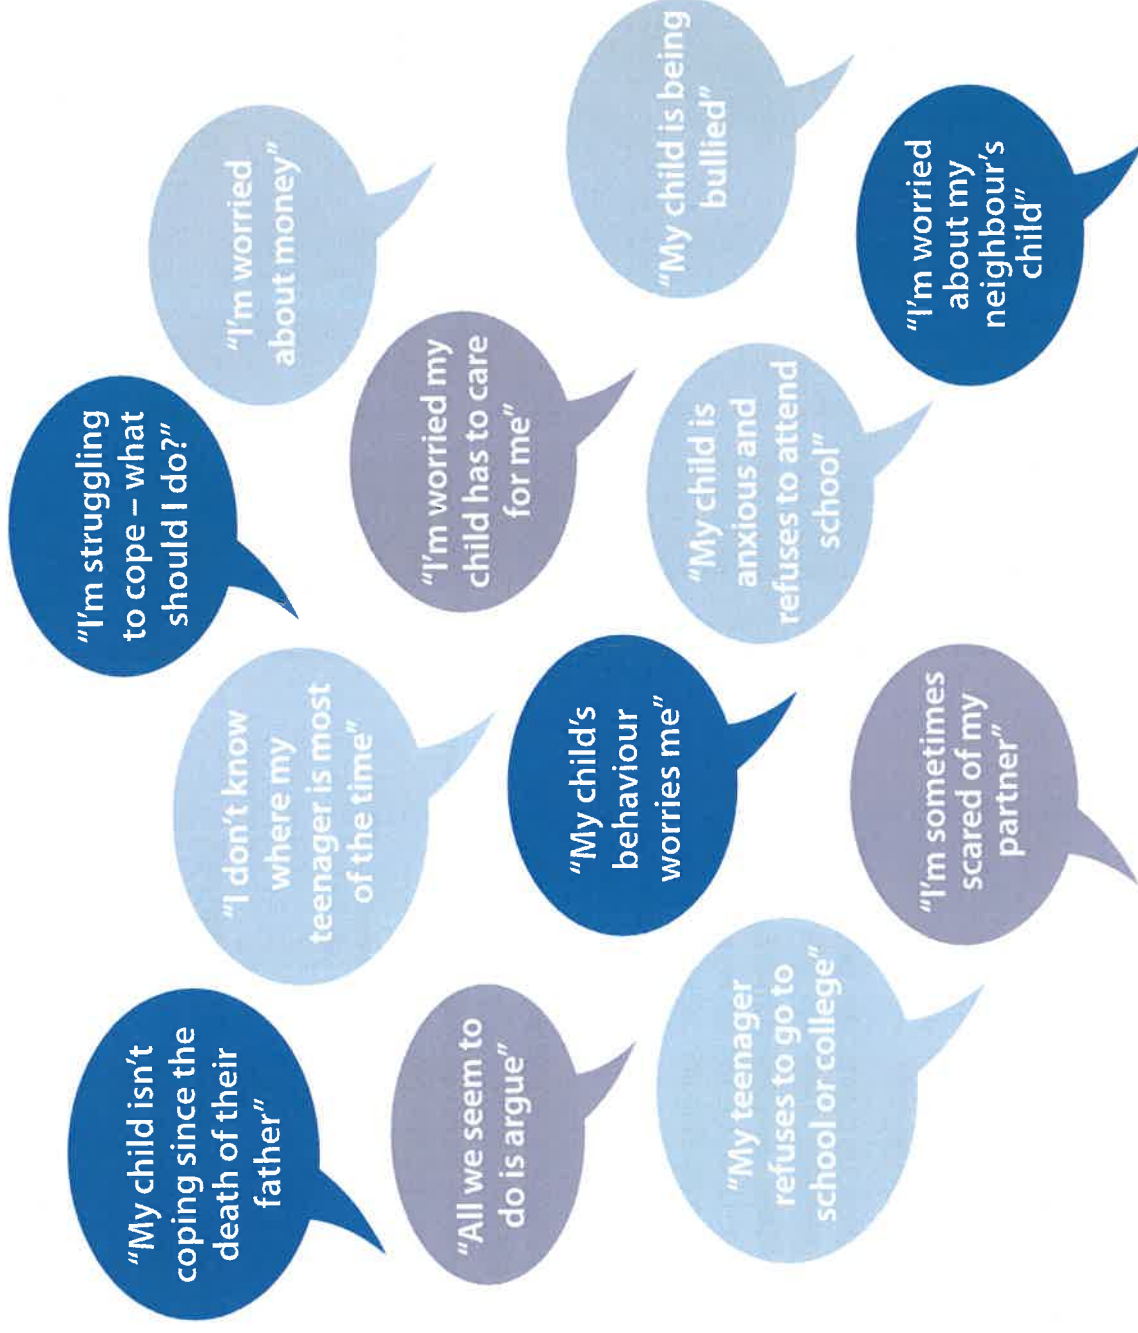 "My child isn't
coping since the
death of their
father"
"I don't know
where my
teenager is most
of the time"
"I'm struggling
to cope – what
should I do?"
"I'm worried
about money"
"All we seem to
do is argue"
"My child's
behaviour
worries me"
"I'm worried my
child has to care
for me"
"My child is being
bullied"
"My teenager
refuses to go to
school or college"
"I'm sometimes
scared of my
partner"
"My child is
anxious and
refuses to attend
school"
"I'm worried
about my
neighbour's
child"